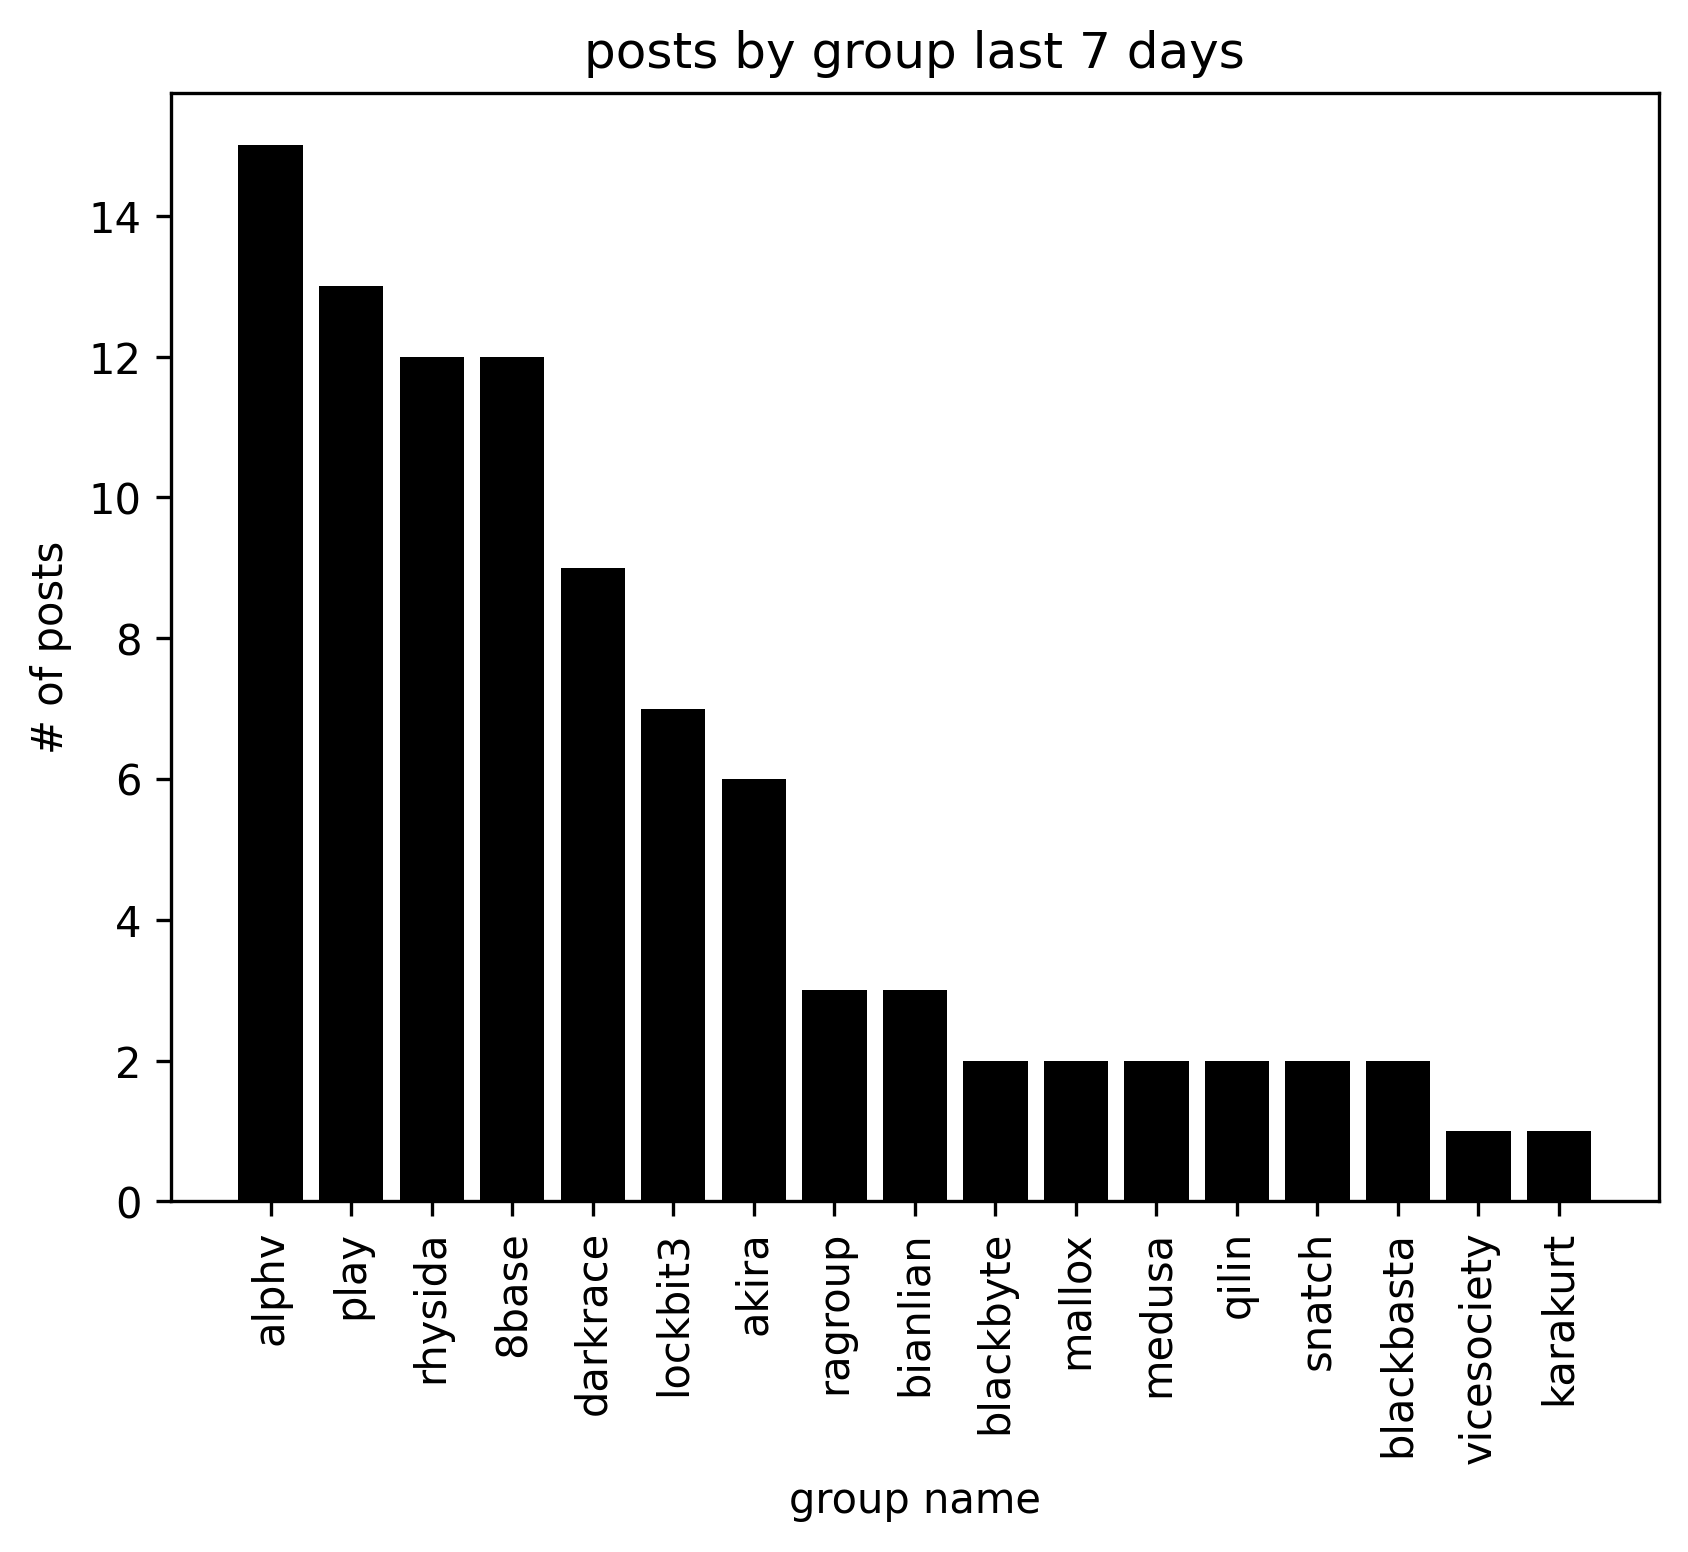 posts by group last 7 days
# of posts
14
12
10
8
6
4
2
0
alphv
play
rhysida
8base
darkrace
lockbit3
akira
ragroup
bianlian
blackbyte
mallox
medusa
qilin
snatch
blackbasta
vicesociety
karakurt
group name